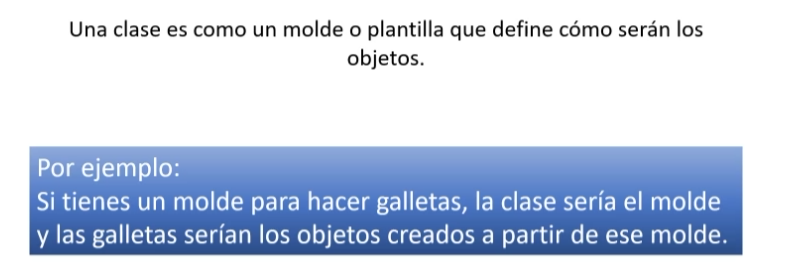 Una clase es como un molde o plantilla que define cómo serán los
objetos.
Por ejemplo:
Si tienes un molde para hacer galletas, la clase sería el molde
y las galletas serían los objetos creados a partir de ese molde.